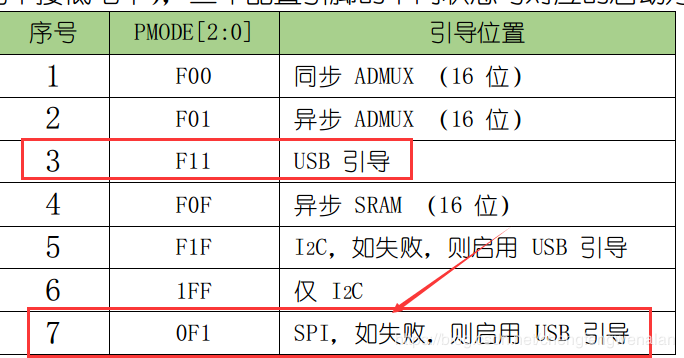 序号 PMODE[2:0] 引导位置
1 F00 同步 ADMUX （16 位）
2 F01 异步 ADMUX （16 位）
3 F11 USB 引导
4 F0F 异步 SRAM （16 位）
5 F1F I2C，如失败，则启用 USB 引导
6 1FF 仅 I2C
7 0F1 SPI，如失败，则启用 USB 引导